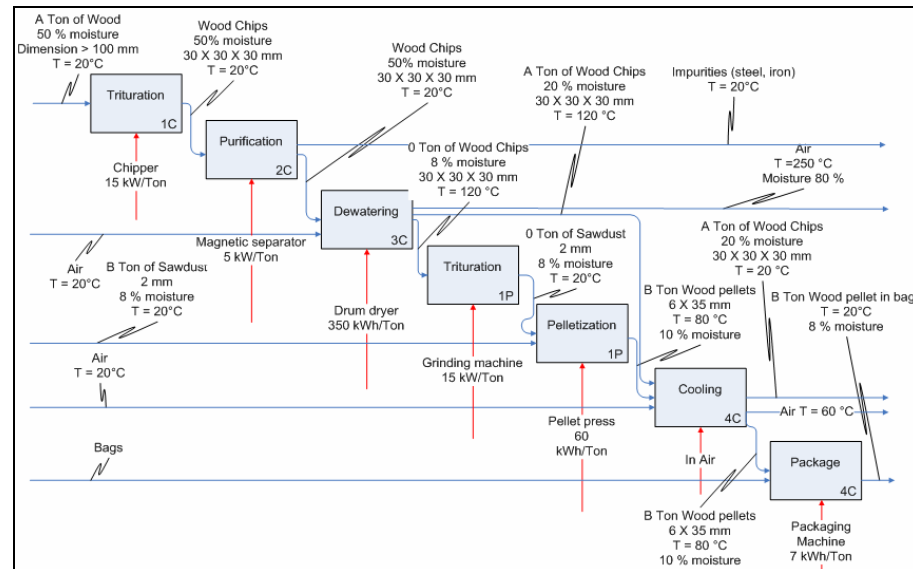 A Ton of Wood
50 % moisture
Dimension > 100 mm
T = 20°C
Wood Chips
50% moisture
30 X 30 X 30 mm
T = 20°C
Wood Chips
50% moisture
30 X 30 X 30 mm
T = 20°C
A Ton of Wood Chips
20 % moisture
30 X 30 X 30 mm
T = 120 °C
Impurities (steel, iron)
T = 20°C
Trituration
1C
Purification
2C
Chipper
15 kW/Ton
0 Ton of Wood Chips
8 % moisture
30 X 30 X 30 mm
T = 120 °C
Air
T =250 °C
Moisture 80 %
Dewatering
3C
Magnetic separator
5 kW/Ton
Air
T = 20°C
B Ton of Sawdust
2 mm
8 % moisture
T = 20°C
0 Ton of Sawdust
2 mm
8 % moisture
T = 20°C
A Ton of Wood Chips
20 % moisture
30 X 30 X 30 mm
T = 20 °C
Trituration
1P
B Ton Wood pellets
6 X 35 mm
T = 80 °C
10 % moisture
B Ton Wood pellet in bag
T = 20°C
8 % moisture
Drum dryer
350 kWh/Ton
Pelletization
1P
Grinding machine
15 kW/Ton
Air
T = 20°C
Cooling
4C
Air T = 60 °C
Pellet press
60
kWh/Ton
Bags
In Air
Package
4C
B Ton Wood pellets
6 X 35 mm
T = 80 °C
10 % moisture
Packaging
Machine
7 kWh/Ton